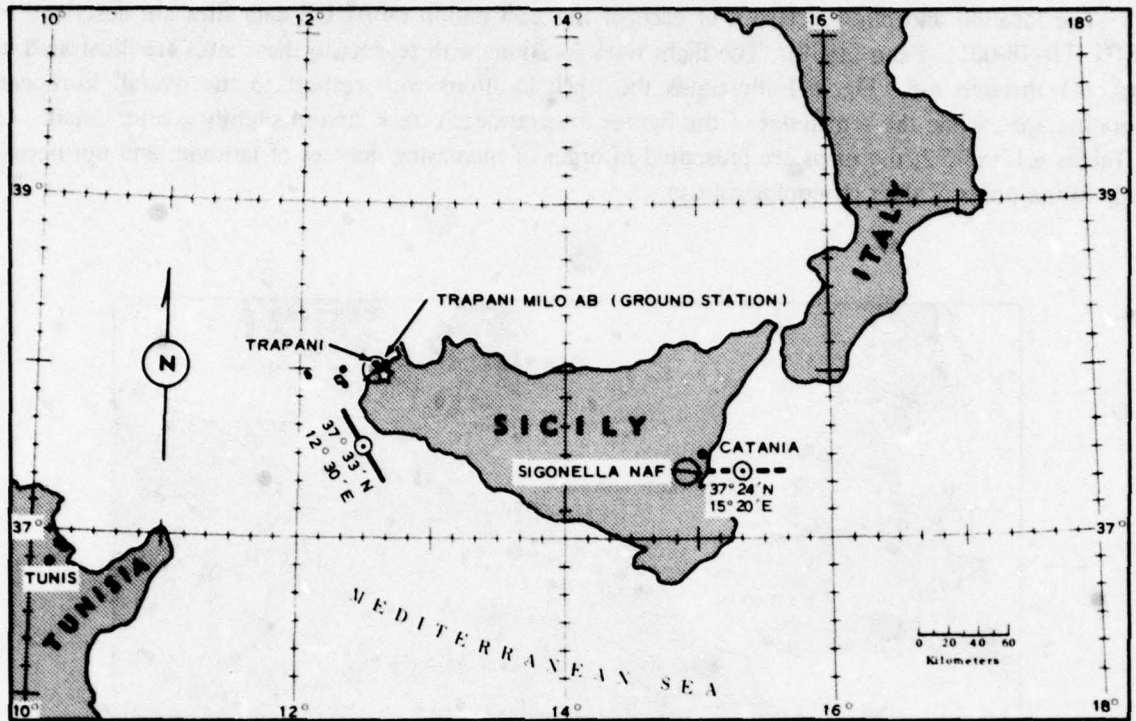 10°
12°
14°
16°
18°
39°
39°
ITALY
TRAPANI MILO AB (GROUND STATION)
TRAPANI
N
SICILY
37° 33′N
12° 30′E
CATANIA
SIGONELLA NAF
37° 24′N
15° 20′E
37°
37°
TUNIS
TUNISIA
MEDITERRANEAN SEA
0 20 40 60
Kilometers
10°
12°
14°
16°
18°